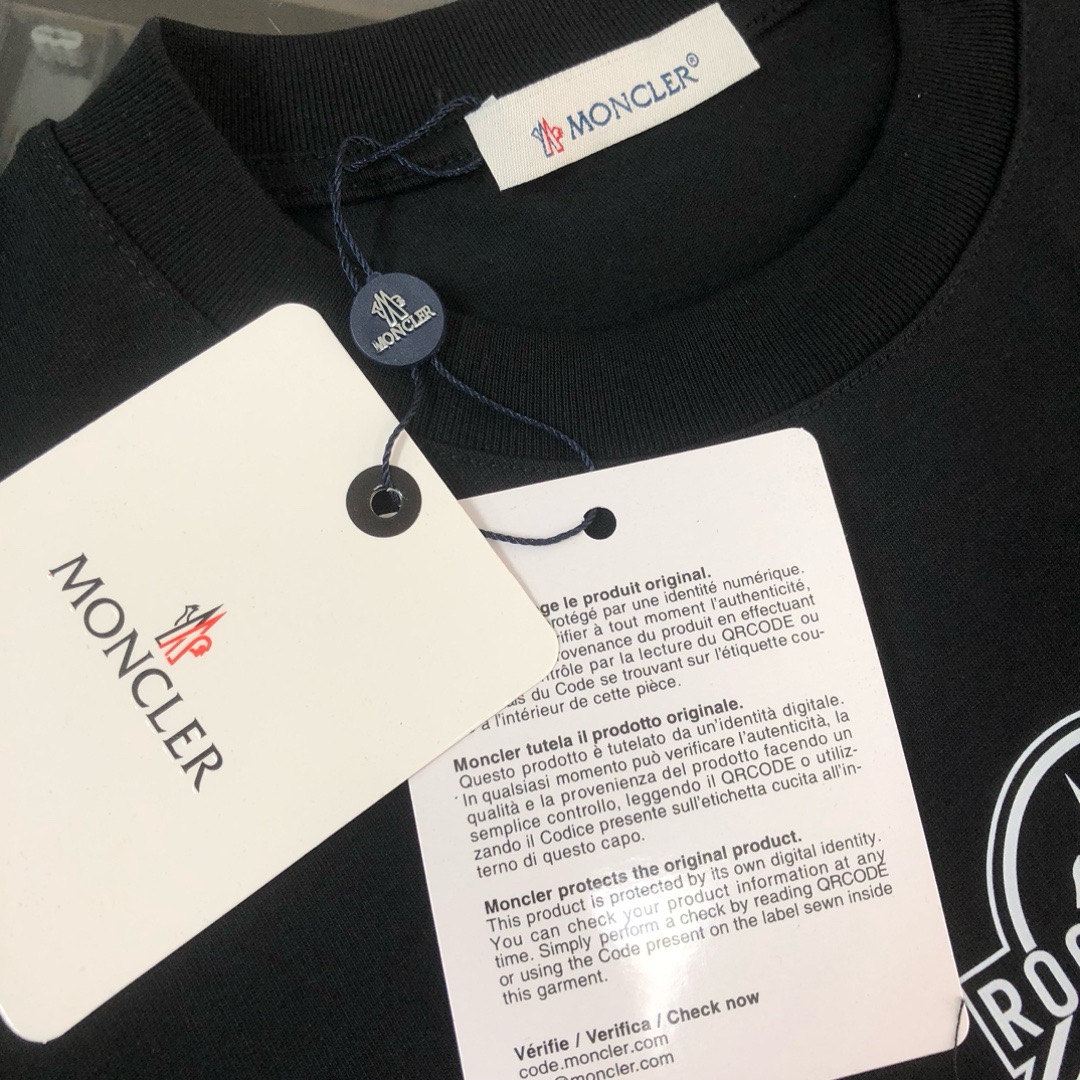 MONCLER®
MONCLER
MONCLER
ge le produit original.
rotégé par une identité numérique.
ifier à tout moment l'authenticité,
ovenance du produit en effectuant
ntrôle par la lecture du QRCODE ou
du Code se trouvant sur l'étiquette cou-
à l'intérieur de cette pièce.
Moncler tutela il prodotto originale.
Questo prodotto è tutelato da un'identità digitale.
In qualsiasi momento può verificare l'autenticità, la
qualità e la provenienza del prodotto facendo un
semplice controllo, leggendo il QRCODE o utiliz-
zando il Codice presente sull'etichetta cucita all'in-
terno di questo capo.
Moncler protects the original product.
This product is protected by its own digital identity.
You can check your product information at any
time. Simply perform a check by reading QRCODE
or using the Code present on the label sewn inside
this garment.
Vérifie / Verifica / Check now
code.moncler.com
@moncler.com
RO